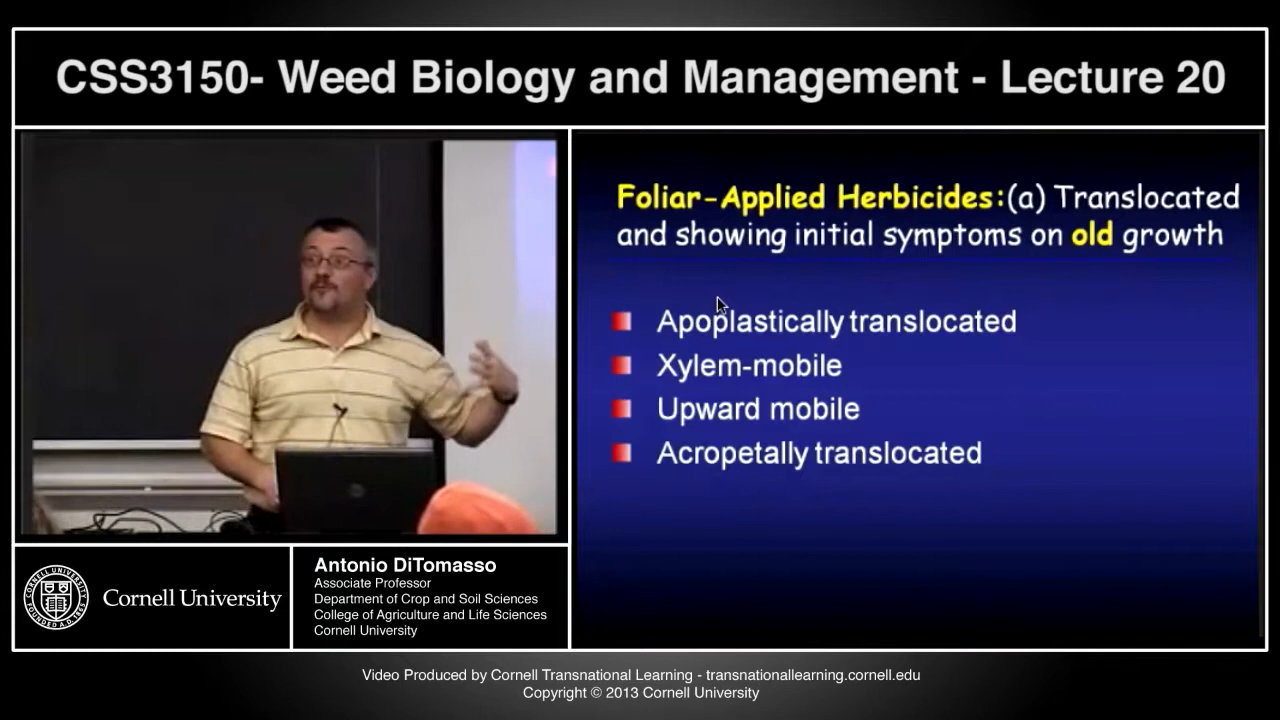 CSS3150- Weed Biology and Management - Lecture 20
Foliar-Applied Herbicides:(a) Translocated
and showing initial symptoms on old growth
Apoplastically translocated
Xylem-mobile
Upward mobile
Acropetally translocated
Cornell University
Antonio DiTomasso
Associate Professor
Department of Crop and Soil Sciences
College of Agriculture and Life Sciences
Cornell University
Video Produced by Cornell Transnational Learning - transnationallearning.cornell.edu
Copyright © 2013 Cornell University